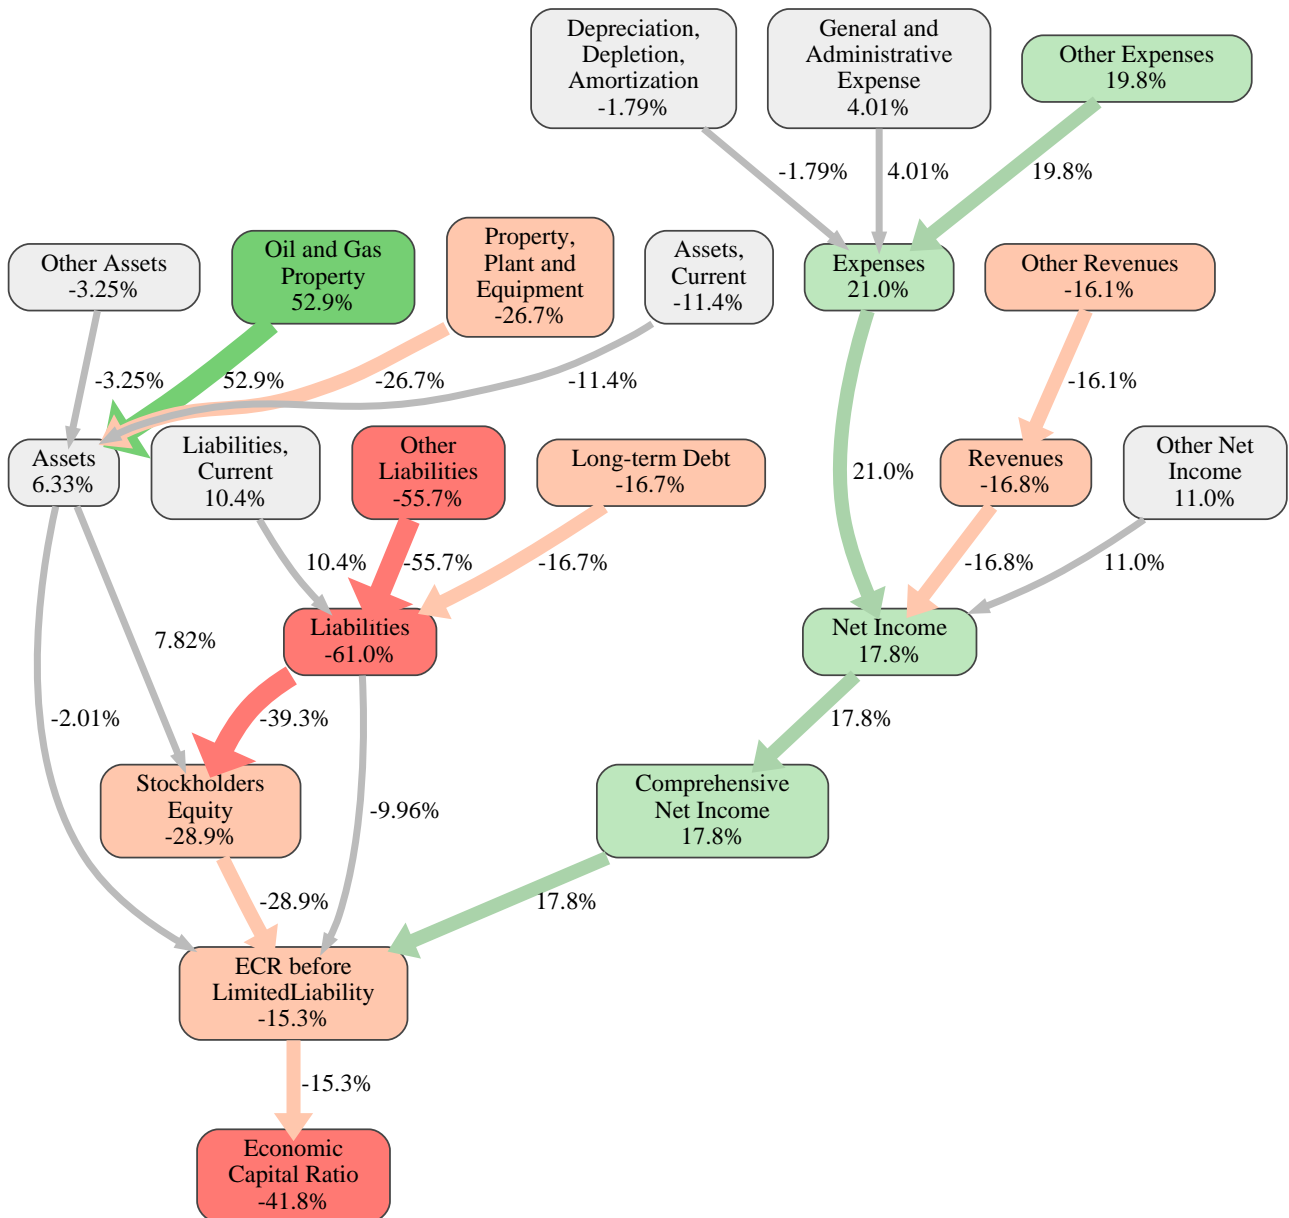 Depreciation,
Depletion,
Amortization
-1.79%
General and
Administrative
Expense
4.01%
Other Expenses
19.8%
-1.79%
4.01%
19.8%
Other Assets
-3.25%
Oil and Gas
Property
52.9%
Property,
Plant and
Equipment
-26.7%
Assets,
Current
-11.4%
Expenses
21.0%
Other Revenues
-16.1%
-3.25%
52.9%
-26.7%
-11.4%
-16.1%
Assets
6.33%
Liabilities,
Current
10.4%
Other
Liabilities
-55.7%
Long-term Debt
-16.7%
21.0%
Revenues
-16.8%
Other Net
Income
11.0%
10.4%
-55.7%
-16.7%
-16.8%
11.0%
7.82%
Liabilities
-61.0%
Net Income
17.8%
-2.01%
-39.3%
17.8%
Stockholders
Equity
-28.9%
-9.96%
Comprehensive
Net Income
17.8%
-28.9%
17.8%
ECR before
LimitedLiability
-15.3%
-15.3%
Economic
Capital Ratio
-41.8%